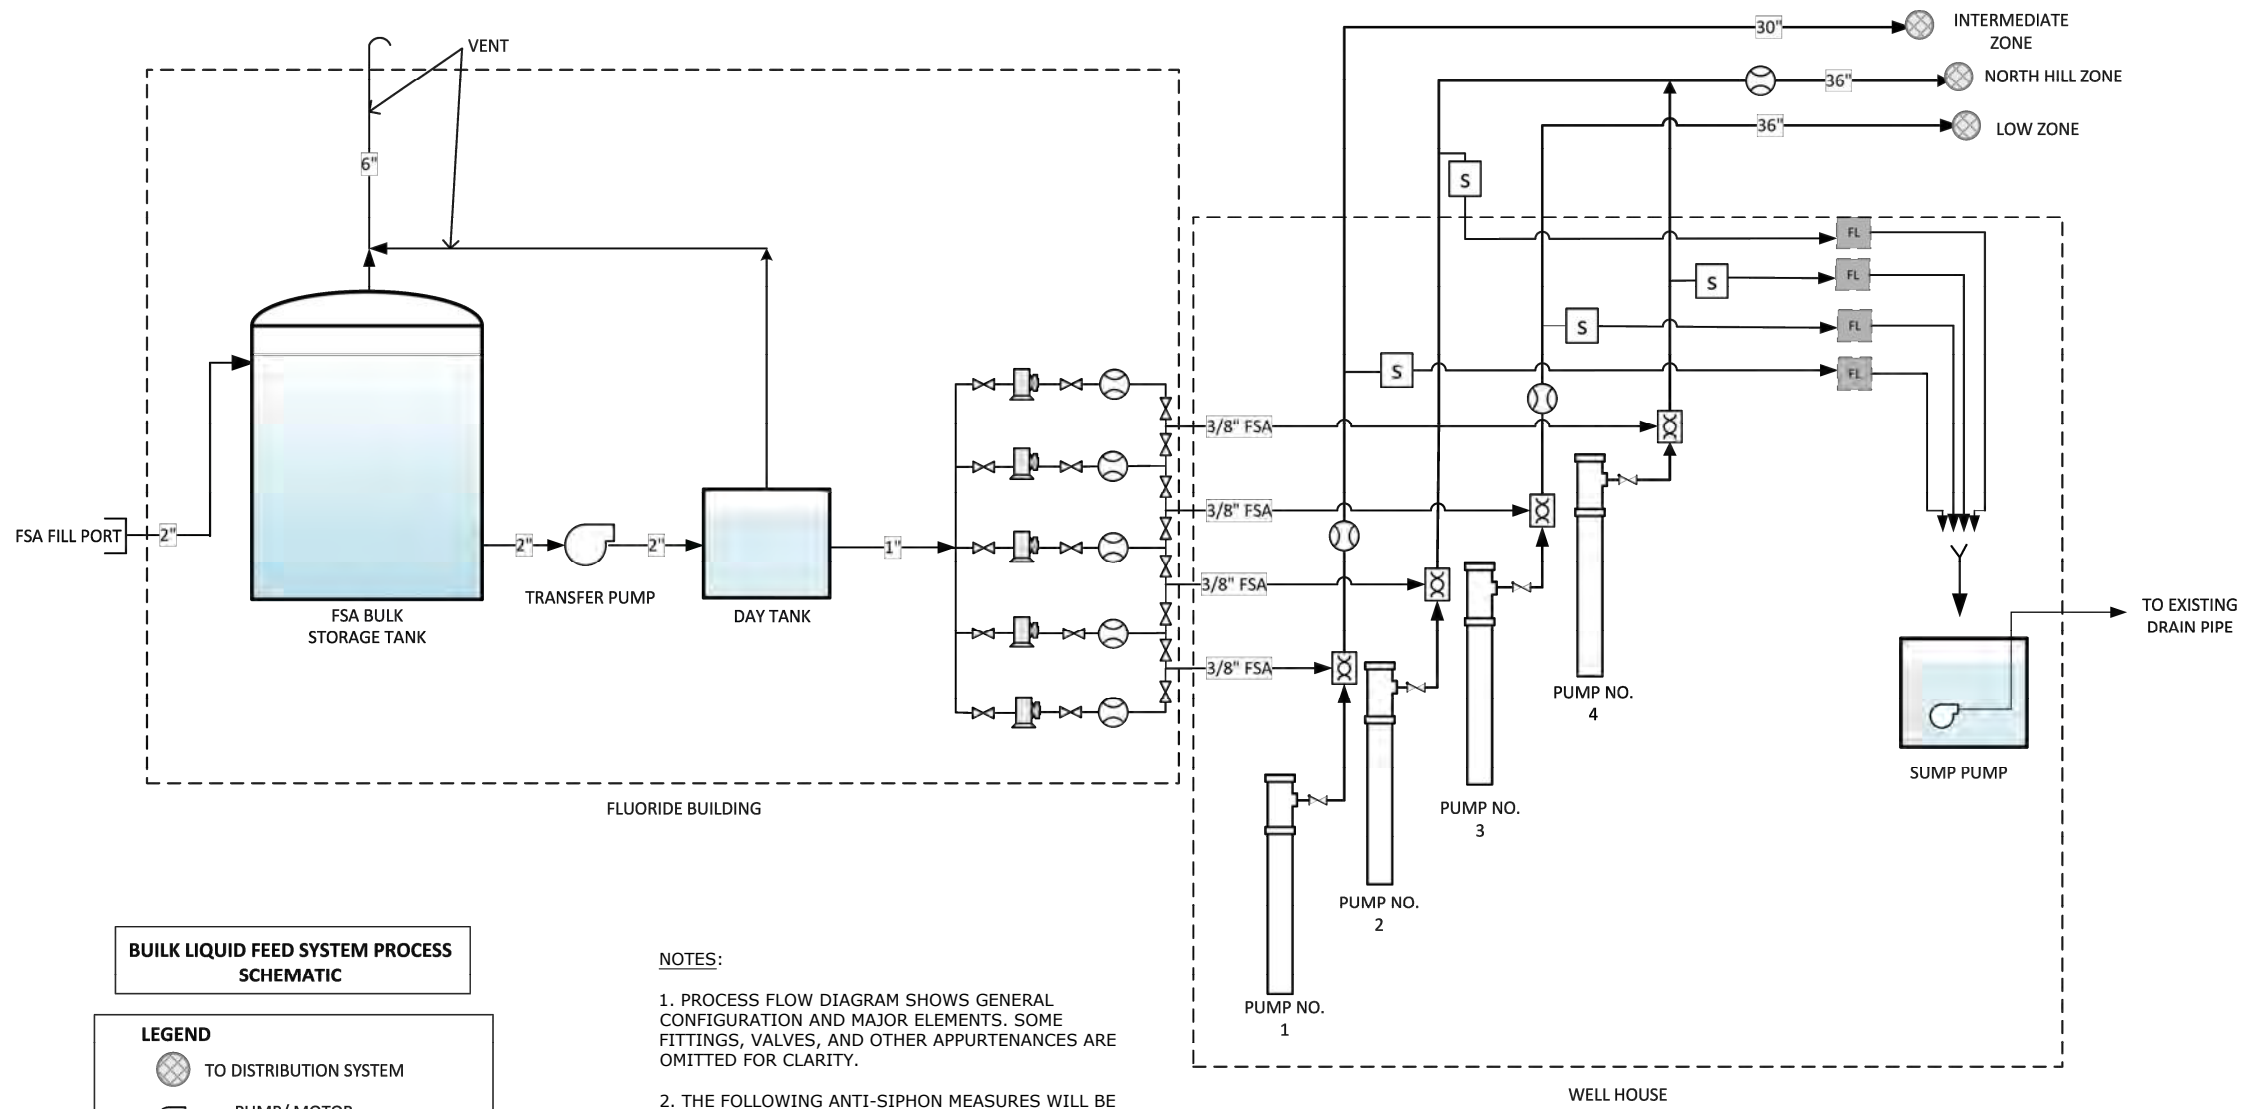 VENT
6"
FSA FILL PORT
2"
FSA BULK
STORAGE TANK
2"
2"
TRANSFER PUMP
DAY TANK
1"
FLUORIDE BUILDING
3/8" FSA
3/8" FSA
3/8" FSA
3/8" FSA
30"
INTERMEDIATE
ZONE
36"
NORTH HILL ZONE
36"
LOW ZONE
S
S
S
S
FL
FL
FL
FL
PUMP NO.
4
PUMP NO.
3
PUMP NO.
2
PUMP NO.
1
TO EXISTING
DRAIN PIPE
SUMP PUMP
WELL HOUSE
BUILK LIQUID FEED SYSTEM PROCESS
SCHEMATIC
LEGEND
TO DISTRIBUTION SYSTEM
PUMP/ MOTOR
NOTES:
1. PROCESS FLOW DIAGRAM SHOWS GENERAL
CONFIGURATION AND MAJOR ELEMENTS. SOME
FITTINGS, VALVES, AND OTHER APPURTENANCES ARE
OMITTED FOR CLARITY.
2. THE FOLLOWING ANTI-SIPHON MEASURES WILL BE